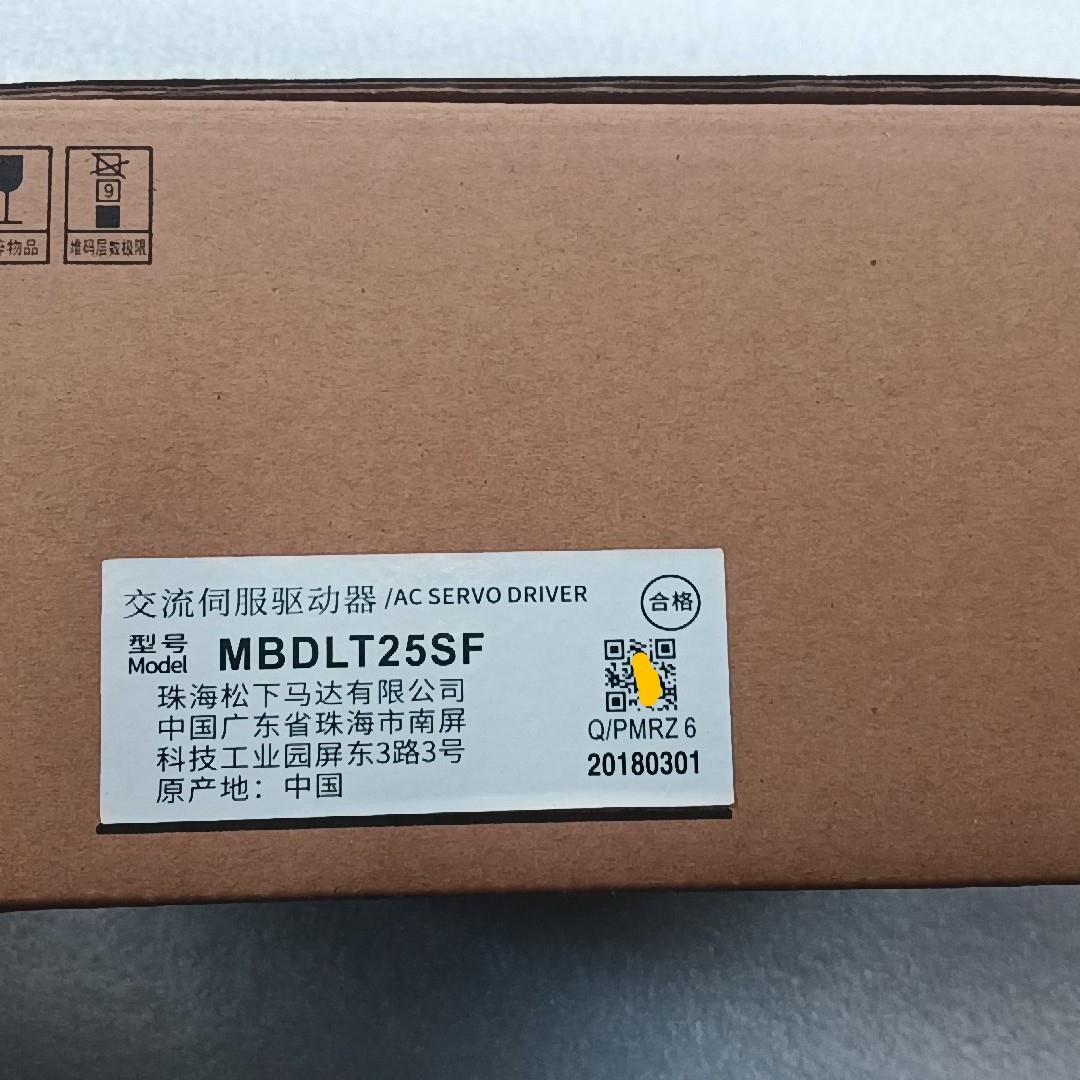 物品
9
堆码层数极限
交流伺服驱动器/AC SERVO DRIVER
合格
型号
Model MBDLT25SF
珠海松下马达有限公司
中国广东省珠海市南屏
科技工业园屏东3路3号
原产地：中国
Q/PMRZ 6
20180301